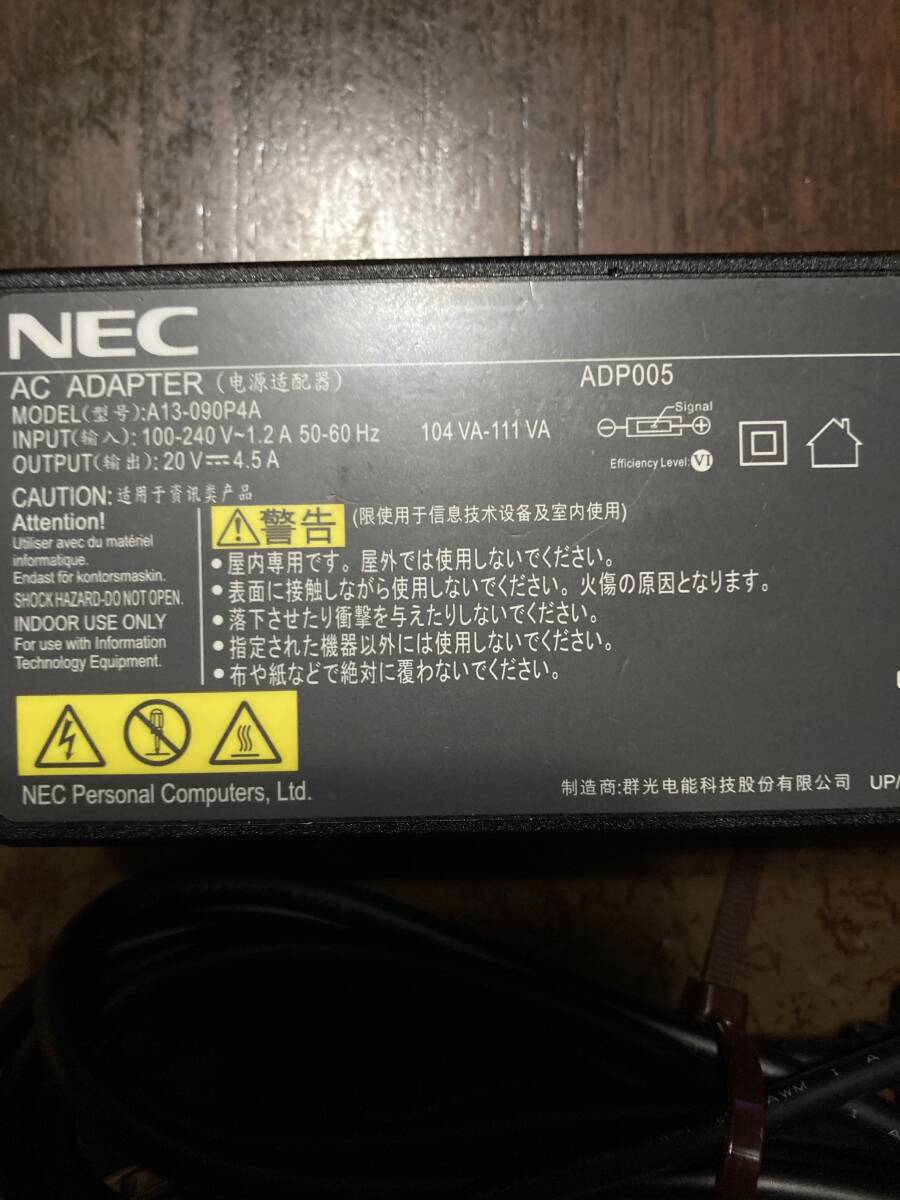 NEC
AC ADAPTER (电源适配器)
ADP005
MODEL(型号):A13-090P4A
INPUT(输入): 100-240 V~1.2 A 50-60 Hz 104 VA-111 VA
OUTPUT(输出): 20 V⎓4.5 A
Signal
Efficiency Level: VI
CAUTION: 适用于资讯类产品
Attention!
Utiliser avec du matériel
informatique.
Endast för kontorsmaskin.
SHOCK HAZARD-DO NOT OPEN.
INDOOR USE ONLY
For use with Information
Technology Equipment.
警告 (限使用于信息技术设备及室内使用)
●屋内専用です。屋外では使用しないでください。
●表面に接触しながら使用しないでください。火傷の原因となります。
●落下させたり衝撃を与えたりしないでください。
●指定された機器以外には使用しないでください。
●布や紙などで絶対に覆わないでください。
NEC Personal Computers, Ltd.
制造商:群光电能科技股份有限公司 UP/
AWM I A